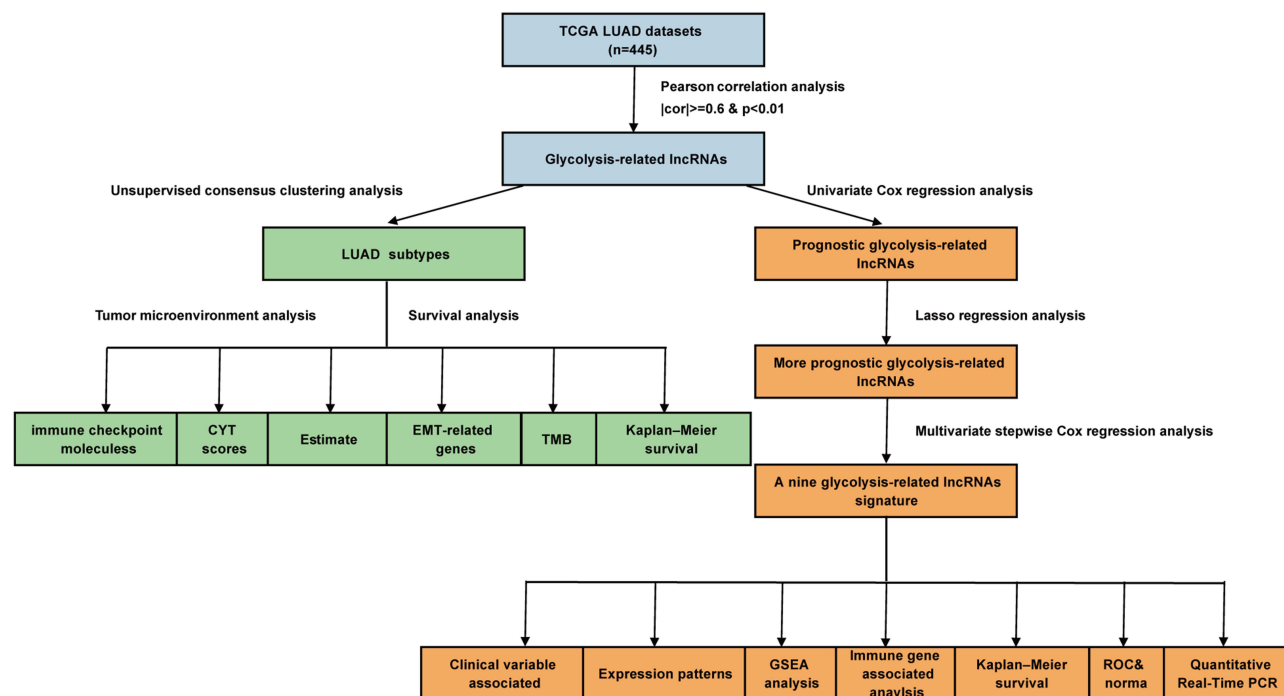 TCGA LUAD datasets
(n=445)
Pearson correlation analysis
|cor|>=0.6 & p<0.01
Glycolysis-related lncRNAs
Unsupervised consensus clustering analysis
Univariate Cox regression analysis
LUAD subtypes
Prognostic glycolysis-related
lncRNAs
Tumor microenvironment analysis
Survival analysis
Lasso regression analysis
More prognostic glycolysis-related
lncRNAs
immune checkpoint
moleculess
CYT
scores
Estimate
EMT-related
genes
TMB
Kaplan–Meier
survival
Multivariate stepwise Cox regression analysis
A nine glycolysis-related lncRNAs
signature
Clinical variable
associated
Expression patterns
GSEA
analysis
Immune gene
associated
anaylsis
Kaplan–Meier
survival
ROC&
norma
Quantitative
Real-Time PCR